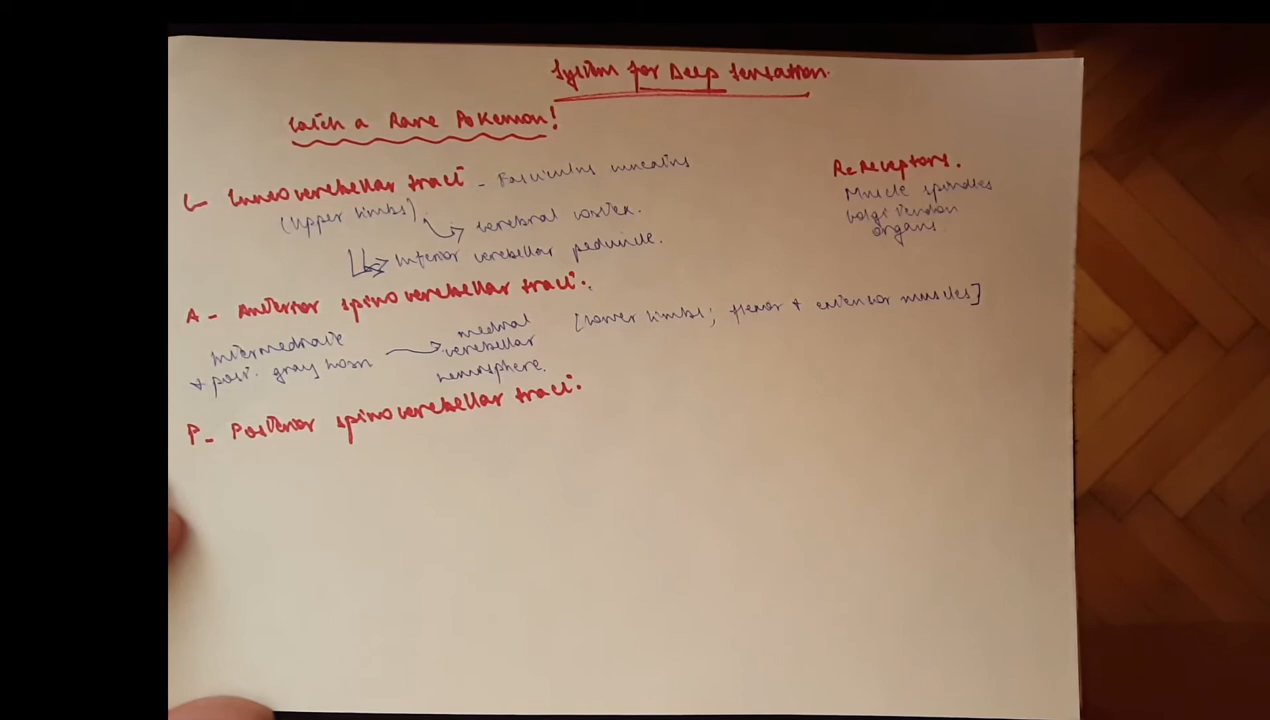 System for Deep Sensation.
Catch a Rare Pokemon!
C- Cuneocerebellar tract - Fasciculus cuneatus
(Upper limbs)
cerebral cortex.
Inferior cerebellar peduncle.
Receptors.
Muscle spindles
Golgi tendon
organs.
A- Anterior spinocerebellar tract.
Intermediate
+ post. gray horn
medial
cerebellar
hemisphere.
[Lower limbs; flexor + extensor muscles]
P- Posterior spinocerebellar tract.